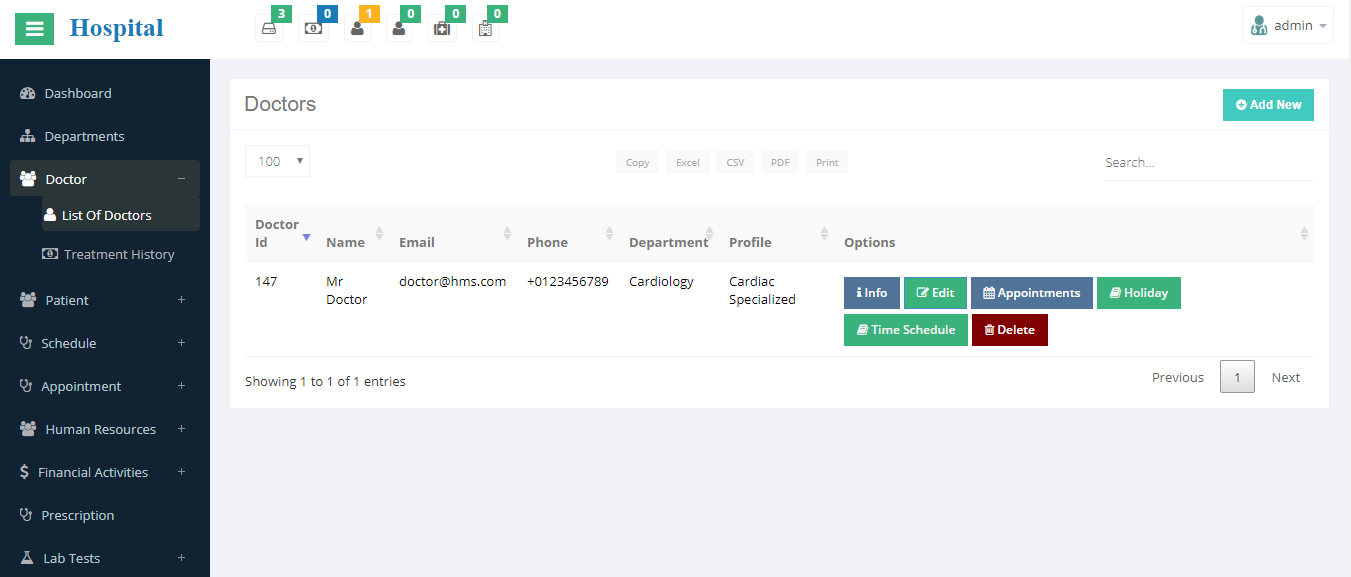 Hospital
3
0
1
0
0
0
admin
Dashboard
Departments
Doctor
List Of Doctors
Treatment History
Patient
Schedule
Appointment
Human Resources
$ Financial Activities
Prescription
Lab Tests
Doctors
Add New
100
Copy
Excel
CSV
PDF
Print
Search...
Doctor
Id
Name
Email
Phone
Department
Profile
Options
147
Mr
Doctor
doctor@hms.com
+0123456789
Cardiology
Cardiac
Specialized
Info
Edit
Appointments
Holiday
Time Schedule
Delete
Showing 1 to 1 of 1 entries
Previous
1
Next